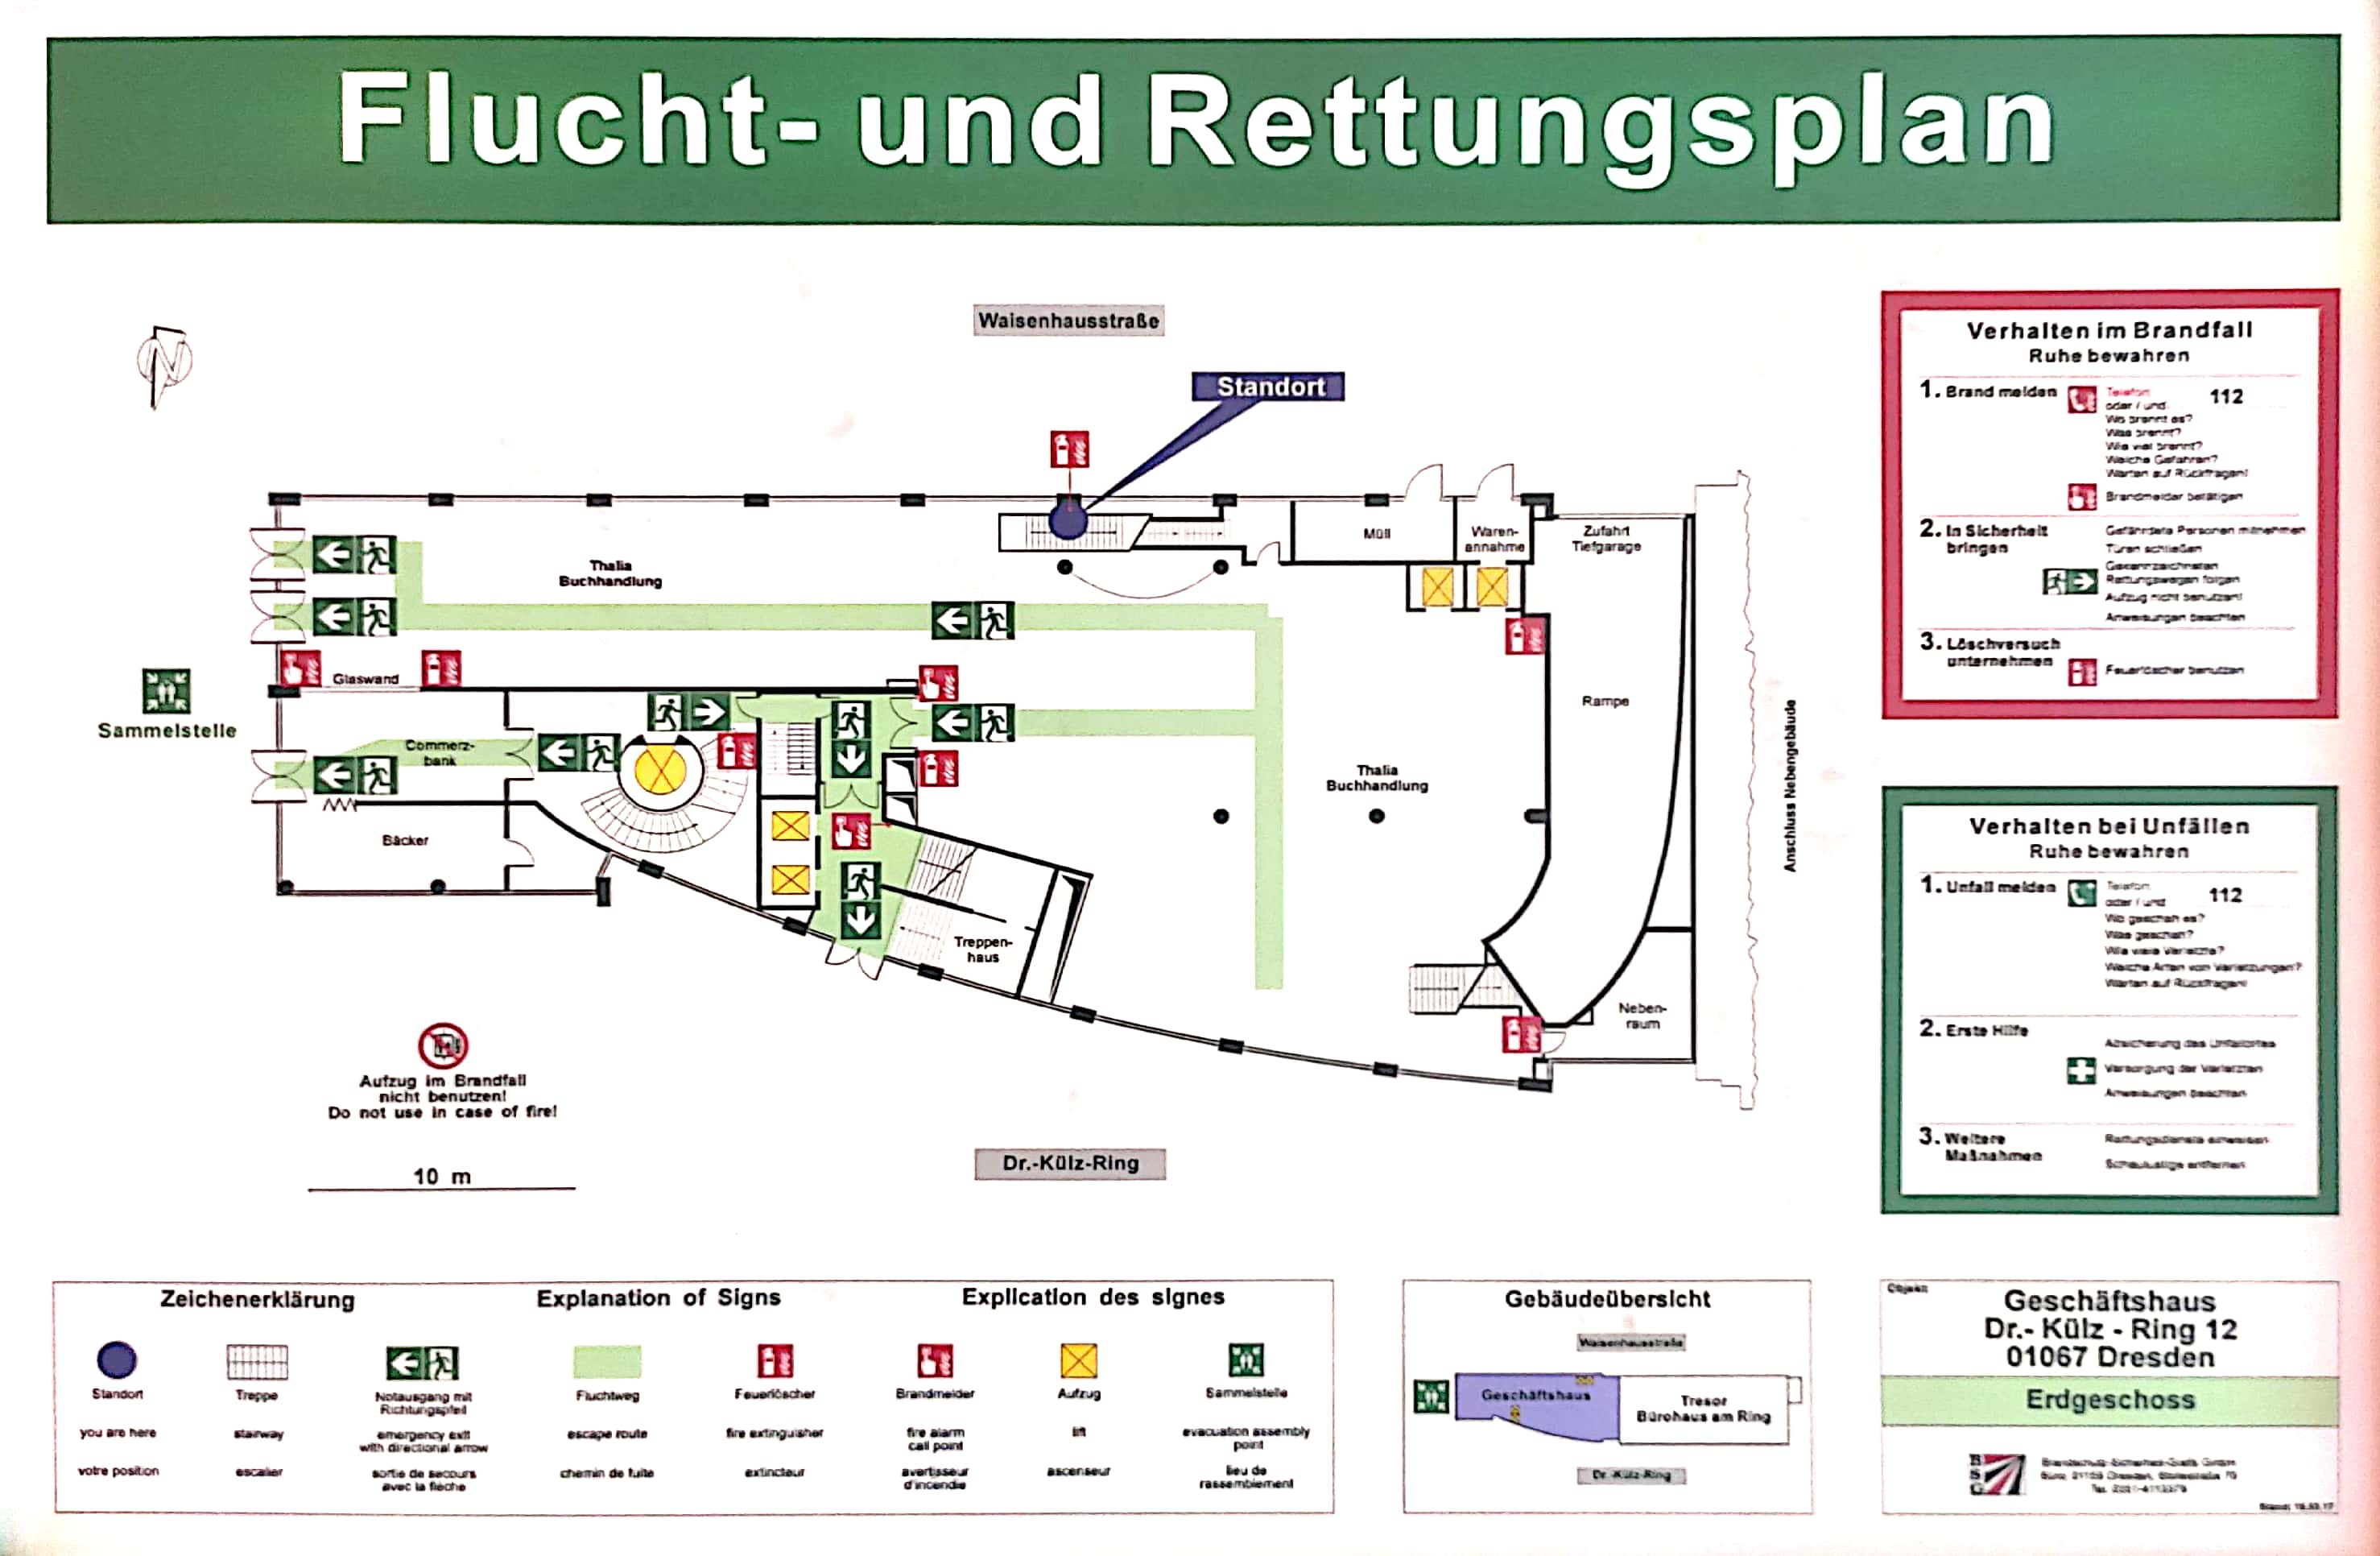 Flucht- und Rettungsplan
Waisenhausstraße
Standort
N
Müll
Waren-
annahme
Zufahrt
Tiefgarage
Thalia
Buchhandlung
Glaswand
Sammelstelle
Commerz-
bank
Bäcker
Rampe
Thalia
Buchhandlung
Treppen-
haus
Neben-
raum
Anschluss Nebengebäude
Aufzug im Brandfall
nicht benutzen!
Do not use in case of fire!
10 m
Dr.-Külz-Ring
Verhalten im Brandfall
Ruhe bewahren
1. Brand melden
Telefon 112
oder / und
Wo brennt es?
Was brennt?
Wie viel brennt?
Welche Gefahren?
Warten auf Rückfragen!
Brandmelder betätigen
2. In Sicherheit
bringen
Gefährdete Personen mitnehmen
Türen schließen
Gekennzeichneten
Rettungswegen folgen
Aufzug nicht benutzen!
Anweisungen beachten
3. Löschversuch
unternehmen
Feuerlöscher benutzen
Verhalten bei Unfällen
Ruhe bewahren
1. Unfall melden
Telefon 112
oder / und
Wo geschah es?
Was geschah?
Wie viele Verletzte?
Welche Arten von Verletzungen?
Warten auf Rückfragen!
2. Erste Hilfe
Absicherung des Unfallortes
Versorgung der Verletzten
Anweisungen beachten
3. Weitere
Maßnahmen
Rettungsdienste einweisen
Schaulustige entfernen
Zeichenerklärung Explanation of Signs Explication des signes
Standort
you are here
votre position
Treppe
stairway
escalier
Notausgang mit
Richtungspfeil
emergency exit
with directional arrow
sortie de secours
avec la flèche
Fluchtweg
escape route
chemin de fuite
Feuerlöscher
fire extinguisher
extincteur
Brandmelder
fire alarm
call point
avertisseur
d'incendie
Aufzug
lift
ascenseur
Sammelstelle
evacuation assembly
point
lieu de
rassemblement
Gebäudeübersicht
Waisenhausstraße
Geschäftshaus
Tresor
Bürohaus am Ring
Dr.-Külz-Ring
Objekt:
Geschäftshaus
Dr.- Külz - Ring 12
01067 Dresden
Erdgeschoss
BSG